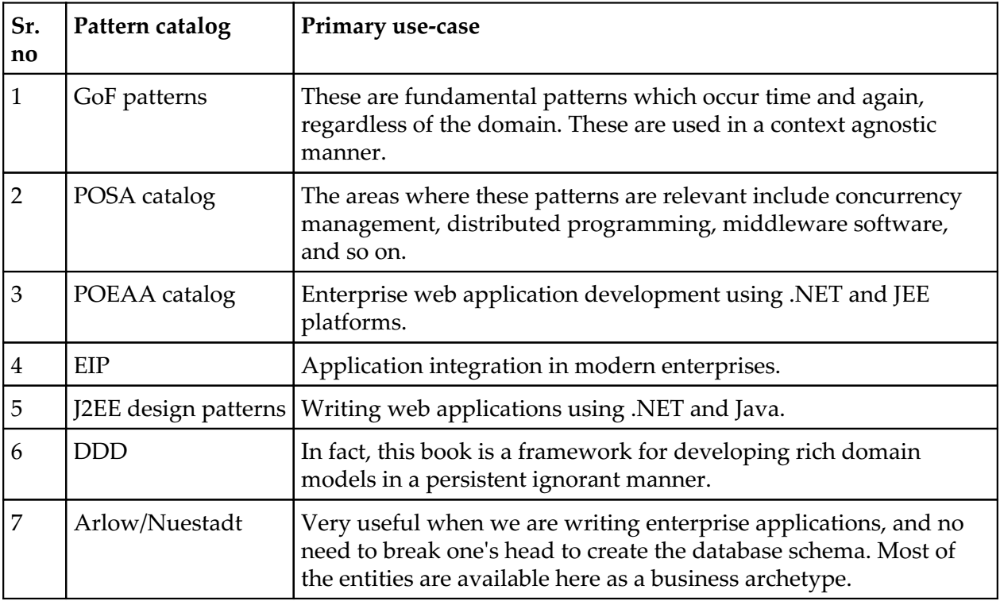 Sr. no Pattern catalog Primary use-case
1 GoF patterns These are fundamental patterns which occur time and again,
regardless of the domain. These are used in a context agnostic
manner.
2 POSA catalog The areas where these patterns are relevant include concurrency
management, distributed programming, middleware software,
and so on.
3 POEAA catalog Enterprise web application development using .NET and JEE
platforms.
4 EIP Application integration in modern enterprises.
5 J2EE design patterns Writing web applications using .NET and Java.
6 DDD In fact, this book is a framework for developing rich domain
models in a persistent ignorant manner.
7 Arlow/Nuestadt Very useful when we are writing enterprise applications, and no
need to break one's head to create the database schema. Most of
the entities are available here as a business archetype.